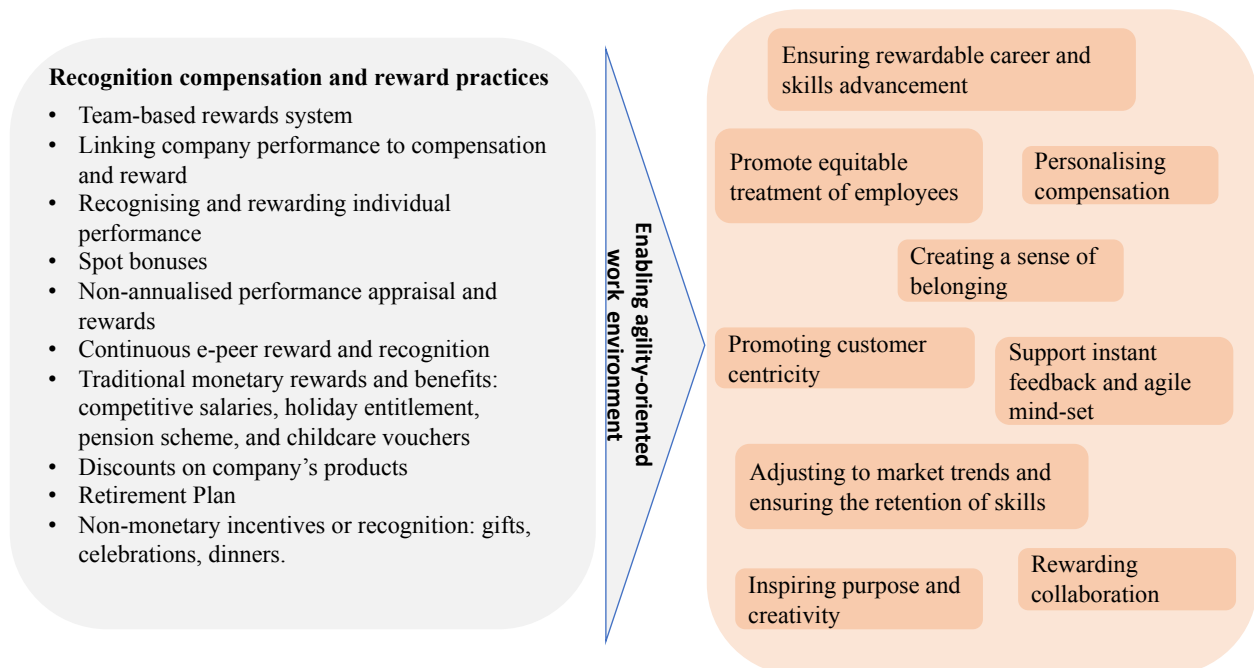 Recognition compensation and reward practices
• Team-based rewards system
• Linking company performance to compensation
and reward
• Recognising and rewarding individual
performance
• Spot bonuses
• Non-annualised performance appraisal and
rewards
• Continuous e-peer reward and recognition
• Traditional monetary rewards and benefits:
competitive salaries, holiday entitlement,
pension scheme, and childcare vouchers
• Discounts on company’s products
• Retirement Plan
• Non-monetary incentives or recognition: gifts,
celebrations, dinners.
Enabling agility-oriented
work environment
Ensuring rewardable career and
skills advancement
Promote equitable
treatment of employees
Personalising
compensation
Creating a sense of
belonging
Promoting customer
centricity
Support instant
feedback and agile
mind-set
Adjusting to market trends and
ensuring the retention of skills
Inspiring purpose and
creativity
Rewarding
collaboration